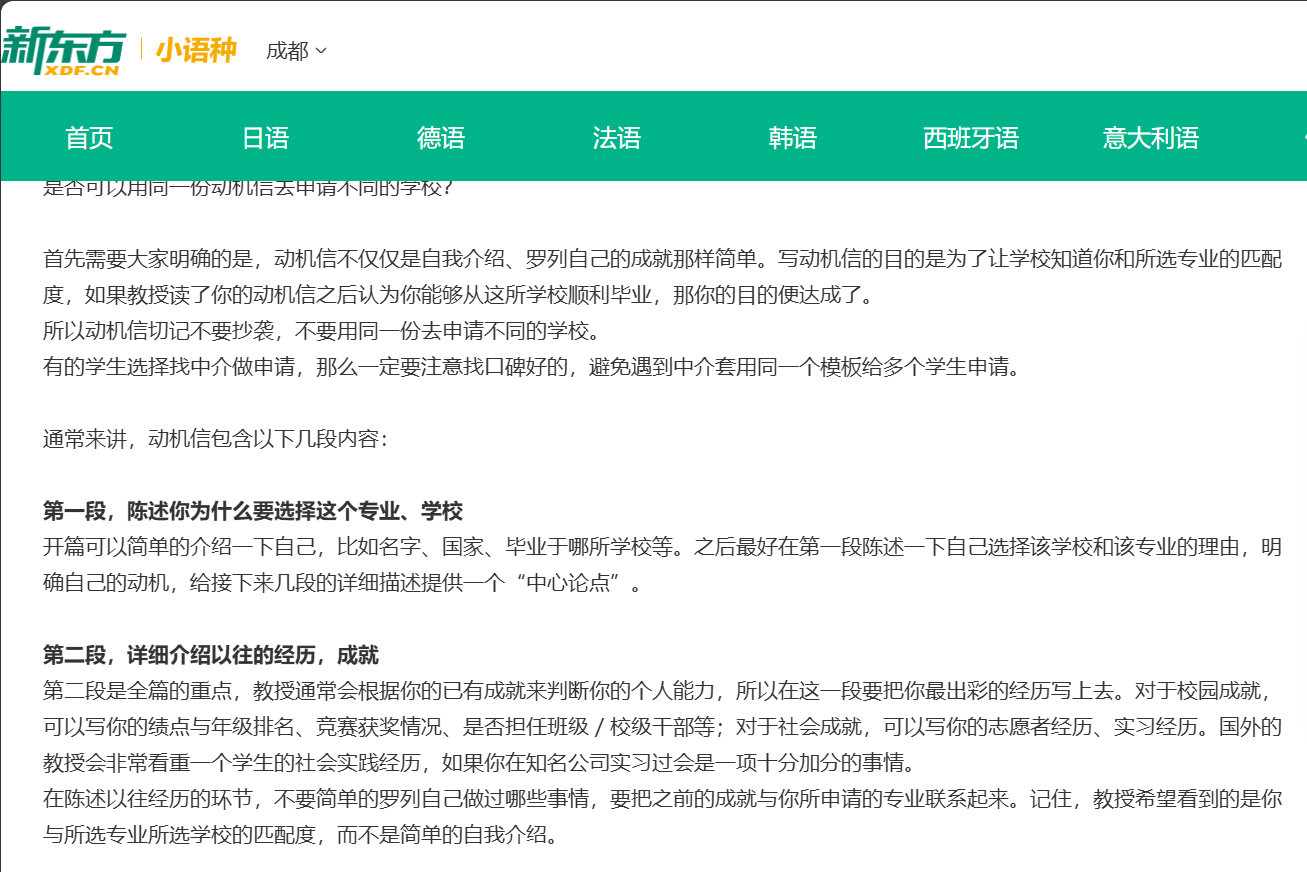 新东方
XDF.CN
小语种
成都
首页
日语
德语
法语
韩语
西班牙语
意大利语
是否可以用同一份动机信去申请不同的学校?
首先需要大家明确的是，动机信不仅仅是自我介绍、罗列自己的成就那样简单。写动机信的目的是为了让学校知道你和所选专业的匹配
度，如果教授读了你的动机信之后认为你能够从这所学校顺利毕业，那你的目的便达成了。
所以动机信切记不要抄袭，不要用同一份去申请不同的学校。
有的学生选择找中介做申请，那么一定要注意找口碑好的，避免遇到中介套用同一个模板给多个学生申请。
通常来讲，动机信包含以下几段内容：
第一段，陈述你为什么要选择这个专业、学校
开篇可以简单的介绍一下自己，比如名字、国家、毕业于哪所学校等。之后最好在第一段陈述一下自己选择该学校和该专业的理由，明
确自己的动机，给接下来几段的详细描述提供一个“中心论点”。
第二段，详细介绍以往的经历，成就
第二段是全篇的重点，教授通常会根据你的已有成就来判断你的个人能力，所以在这一段要把你最出彩的经历写上去。对于校园成就，
可以写你的绩点与年级排名、竞赛获奖情况、是否担任班级 / 校级干部等；对于社会成就，可以写你的志愿者经历、实习经历。国外的
教授会非常看重一个学生的社会实践经历，如果你在知名公司实习过会是一项十分加分的事情。
在陈述以往经历的环节，不要简单的罗列自己做过哪些事情，要把之前的成就与你所申请的专业联系起来。记住，教授希望看到的是你
与所选专业所选学校的匹配度，而不是简单的自我介绍。